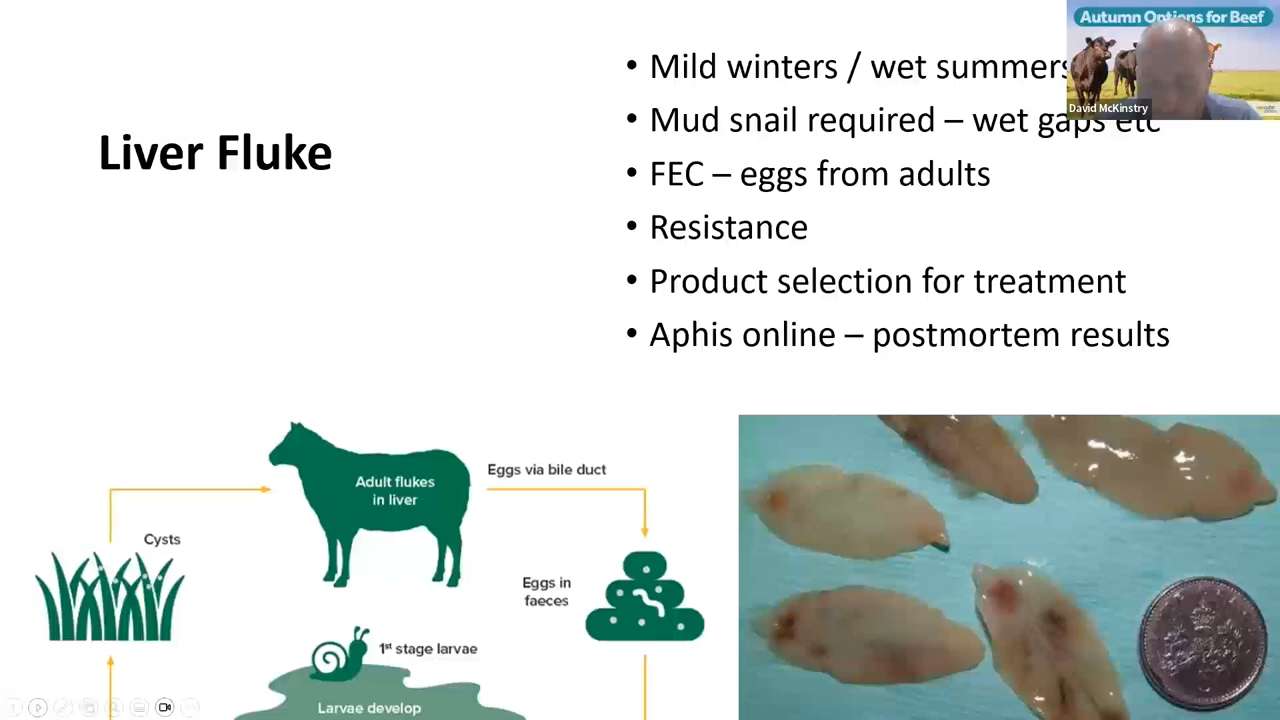 Autumn Options for Beef
David McKinstry
Liver Fluke
• Mild winters / wet summers
• Mud snail required – wet gaps etc
• FEC – eggs from adults
• Resistance
• Product selection for treatment
• Aphis online – postmortem results
Adult flukes
in liver
Eggs via bile duct
Cysts
Eggs in
faeces
1st stage larvae
Larvae develop